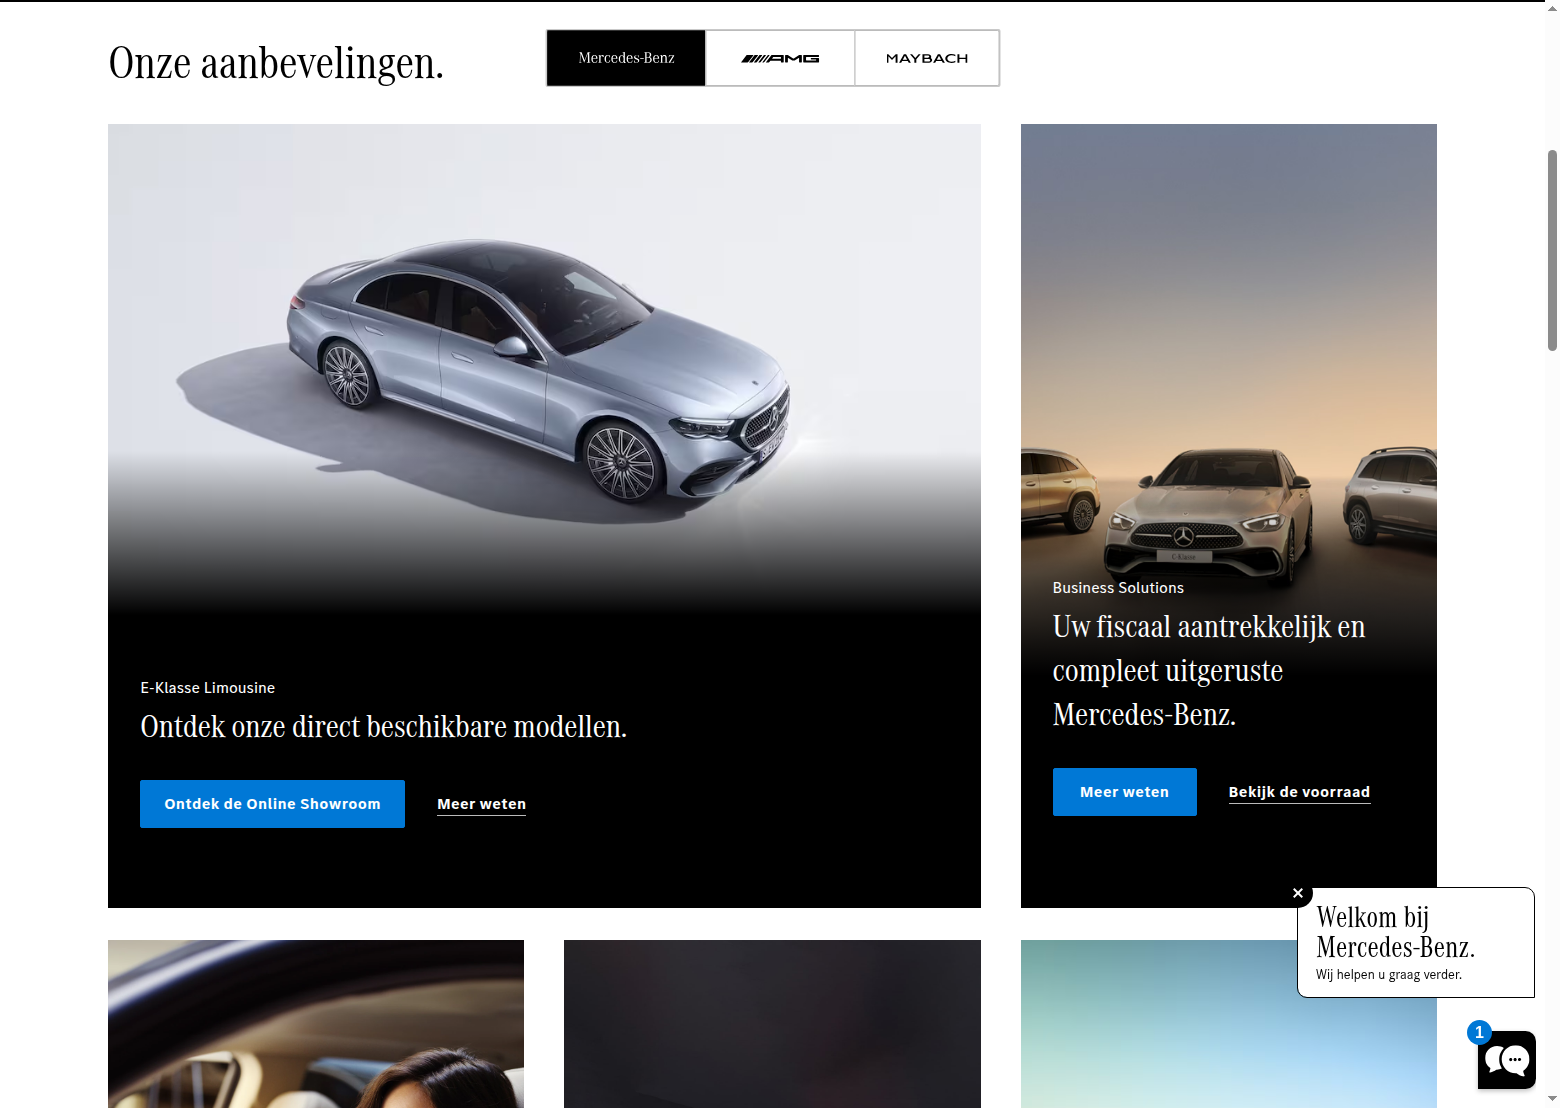 Onze aanbevelingen.
Mercedes-Benz
AMG
MAYBACH
E-Klasse Limousine
Ontdek onze direct beschikbare modellen.
Ontdek de Online Showroom
Meer weten
C-Klasse
Business Solutions
Uw fiscaal aantrekkelijk en
compleet uitgeruste
Mercedes-Benz.
Meer weten
Bekijk de voorraad
Welkom bij
Mercedes-Benz.
Wij helpen u graag verder.
1